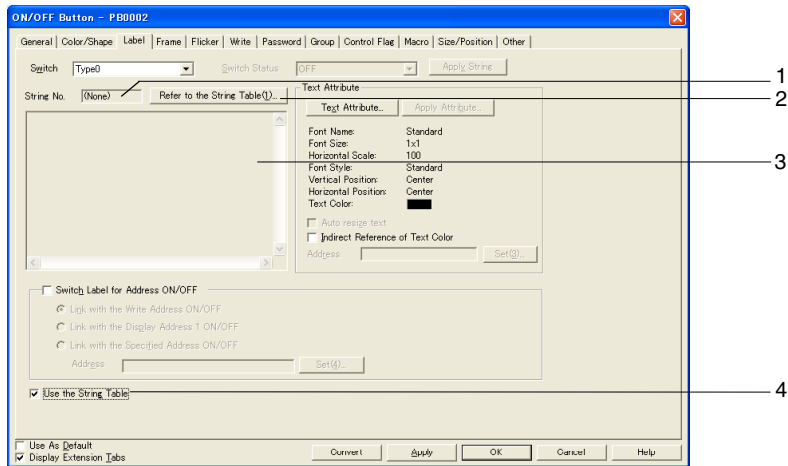 ON/OFF Button - PB0002
General Color/Shape Label Frame Flicker Write Password Group Control Flag Macro Size/Position Other
Switch Type0 Switch Status OFF Apply String
String No. (None) Refer to the String Table(1)...
Text Attribute
Text Attribute... Apply Attribute...
Font Name: Standard
Font Size: 1x1
Horizontal Scale: 100
Font Style: Standard
Vertical Position: Center
Horizontal Position: Center
Text Color:
Auto resize text
Indirect Reference of Text Color
Address Set(3)...
Switch Label for Address ON/OFF
Link with the Write Address ON/OFF
Link with the Display Address 1 ON/OFF
Link with the Specified Address ON/OFF
Address Set(4)...
Use the String Table
Use As Default
Display Extension Tabs
Convert Apply OK Cancel Help
1
2
3
4